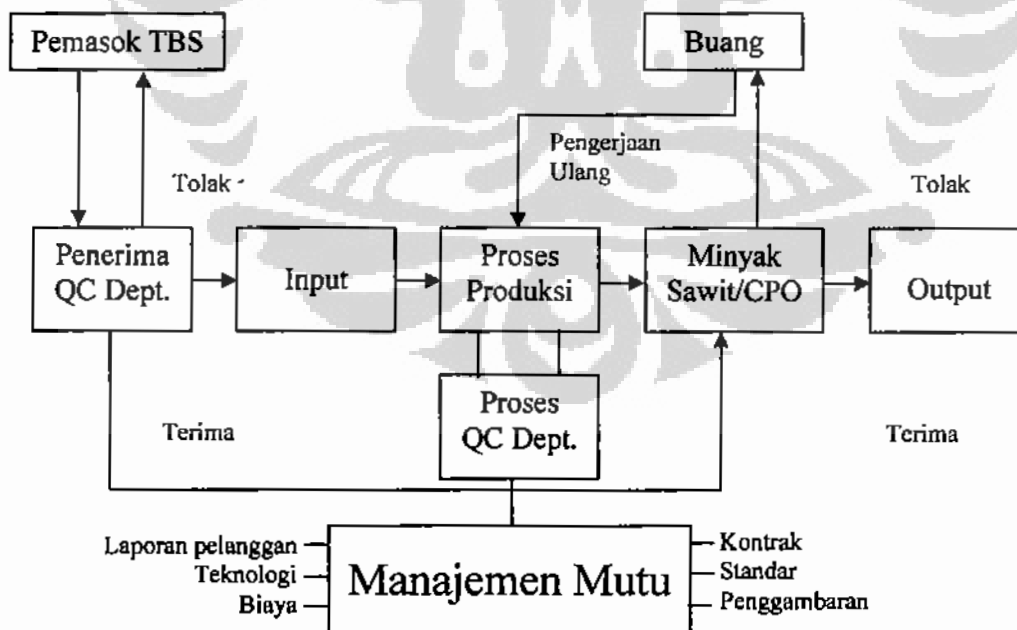 Pemasok TBS
Buang
Pengerjaan
Ulang
Tolak
Tolak
Penerima
QC Dept.
Input
Proses
Produksi
Minyak
Sawit/CPO
Output
Terima
Proses
QC Dept.
Terima
Laporan pelanggan
Teknologi
Biaya
Manajemen Mutu
Kontrak
Standar
Penggambaran